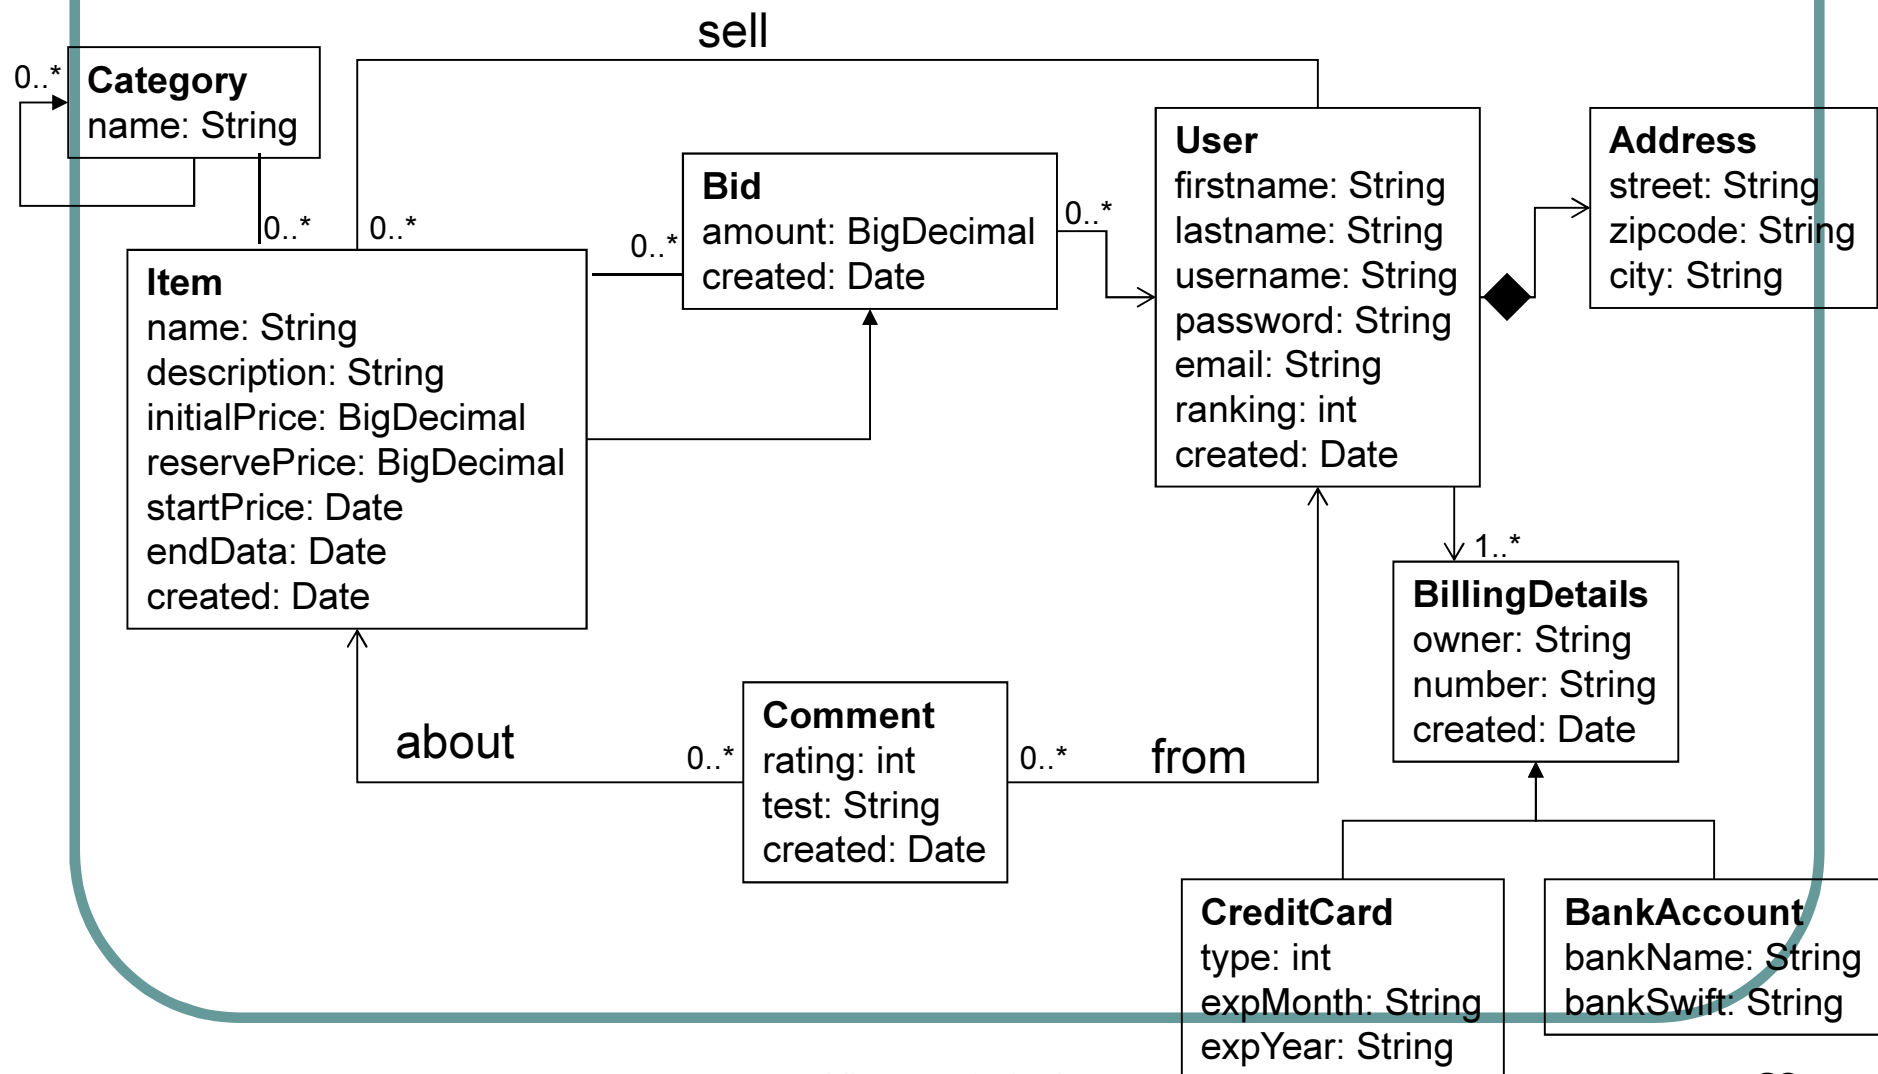 sell
0..*
Category
name: String
0..*
0..*
Item
name: String
description: String
initialPrice: BigDecimal
reservePrice: BigDecimal
startPrice: Date
endData: Date
created: Date
0..*
Bid
amount: BigDecimal
created: Date
0..*
User
firstname: String
lastname: String
username: String
password: String
email: String
ranking: int
created: Date
Address
street: String
zipcode: String
city: String
1..*
BillingDetails
owner: String
number: String
created: Date
about
0..*
Comment
rating: int
test: String
created: Date
0..*
from
CreditCard
type: int
expMonth: String
expYear: String
BankAccount
bankName: String
bankSwift: String